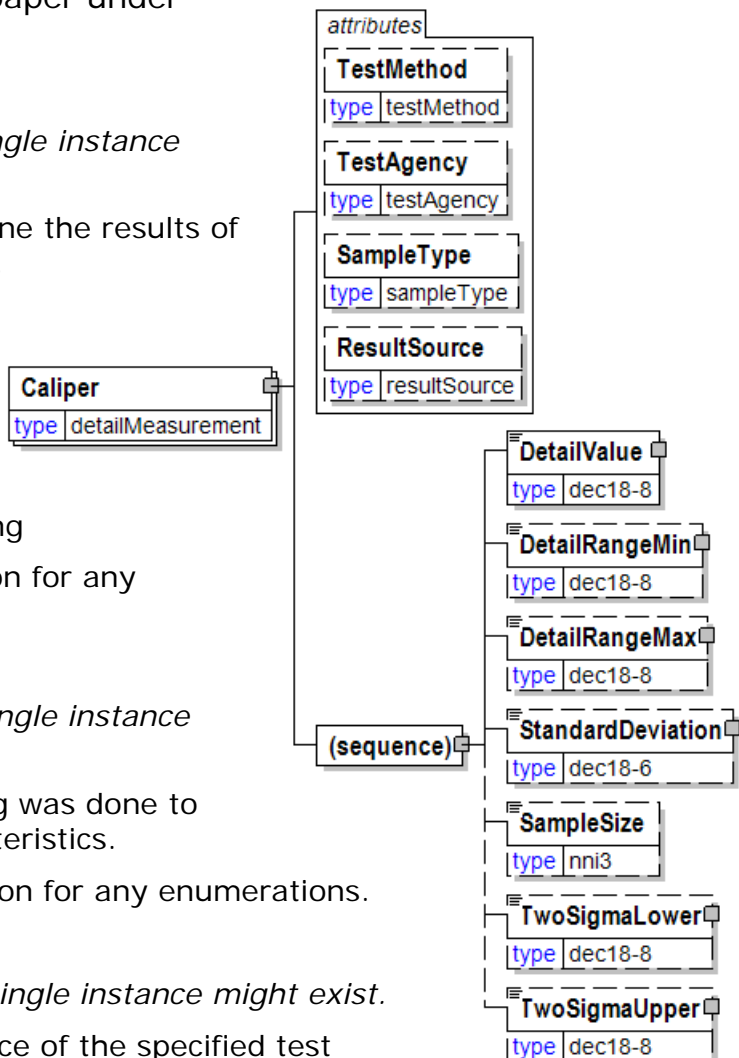 paper under
ngle instance
ne the results of
ng
on for any
ngle instance
g was done to
teristics.
on for any enumerations.
single instance might exist.
ce of the specified test
attributes
TestMethod
type testMethod
TestAgency
type testAgency
SampleType
type sampleType
ResultSource
type resultSource
Caliper
type detailMeasurement
(sequence)
DetailValue
type dec18-8
DetailRangeMin
type dec18-8
DetailRangeMax
type dec18-8
StandardDeviation
type dec18-6
SampleSize
type nni3
TwoSigmaLower
type dec18-8
TwoSigmaUpper
type dec18-8